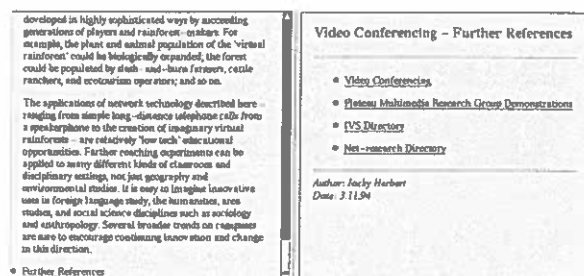 developed in highly sophisticated ways by succeeding
generations of players and rainforest-makers. For
example, the plant and animal population of the 'virtual
rainforest' could be biologically expanded; the forest
could be populated by slash-and-burn farmers, cattle
ranchers, and ecotourism operators; and so on.
The applications of network technology described here -
ranging from simple long-distance telephone calls from
a speakerphone to the creation of imaginary virtual
rainforests - are relatively 'low tech' educational
opportunities. Farther reaching experiments can be
applied to many different kinds of classroom and
disciplinary settings, not just geography and
environmental studies. It is easy to imagine innovative
uses in foreign language study, the humanities, area
studies, and social science disciplines such as sociology
and anthropology. Several broader trends on campuses
are sure to encourage continuing innovation and change
in this direction.
Further References
Video Conferencing - Further References
Video Conferencing
Plateau Multimedia Research Group Demonstrations
IVS Directory
Net-research Directory
Author: Jacky Herbert
Date: 3.11.94